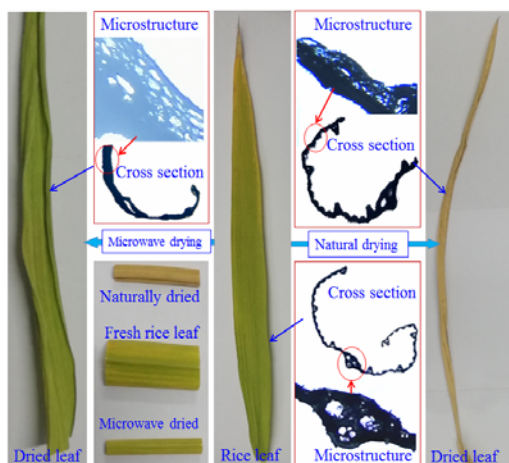 Microstructure
Cross section
Microwave drying
Naturally dried
Fresh rice leaf
Microwave dried
Dried leaf
Rice leaf
Microstructure
Cross section
Natural drying
Cross section
Microstructure
Dried leaf